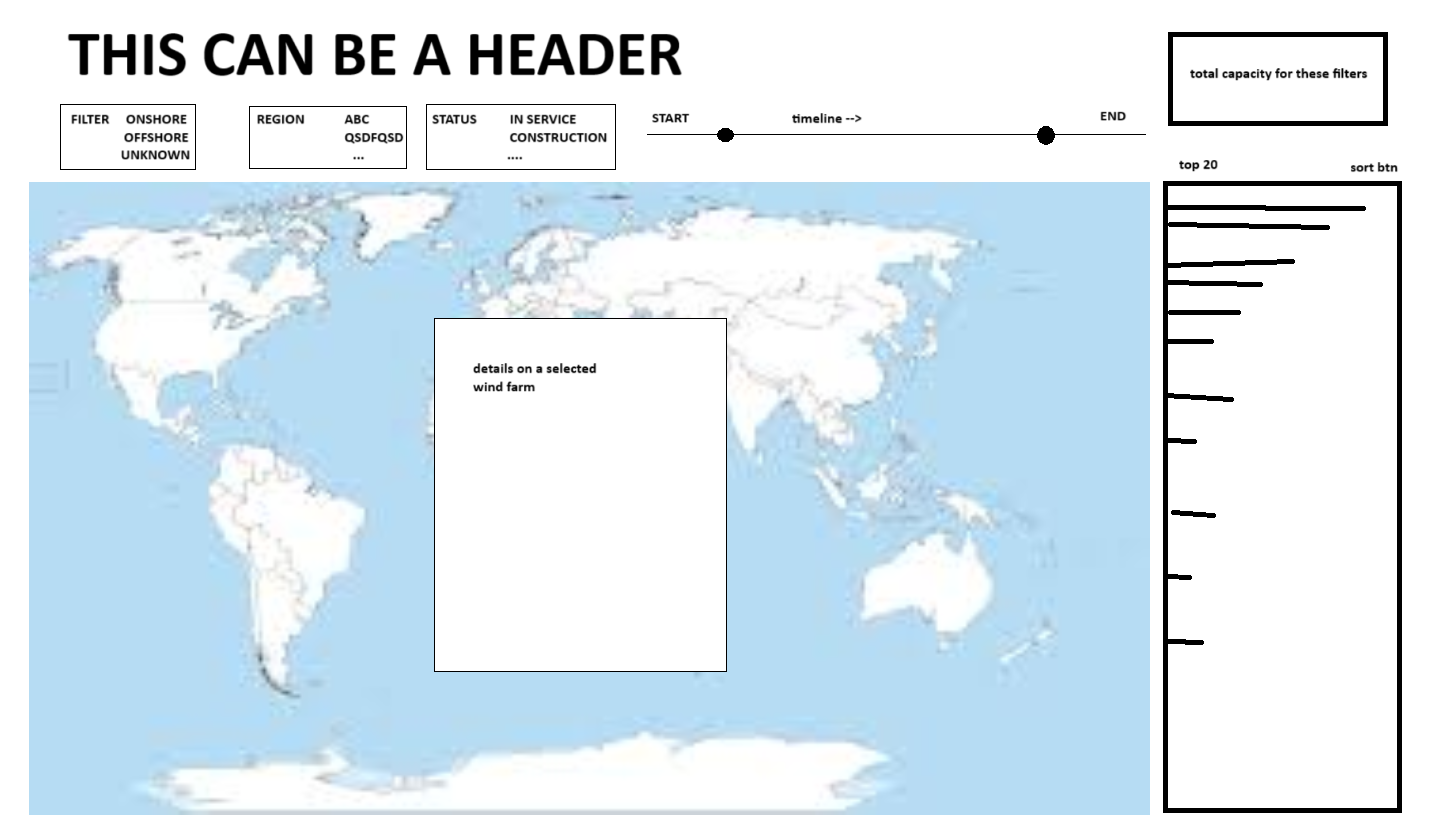 THIS CAN BE A HEADER
total capacity for these filters
FILTER ONSHORE
OFFSHORE
UNKNOWN
REGION ABC
QSDFQSD
...
STATUS IN SERVICE
CONSTRUCTION
....
START timeline --> END
top 20 sort btn
details on a selected
wind farm